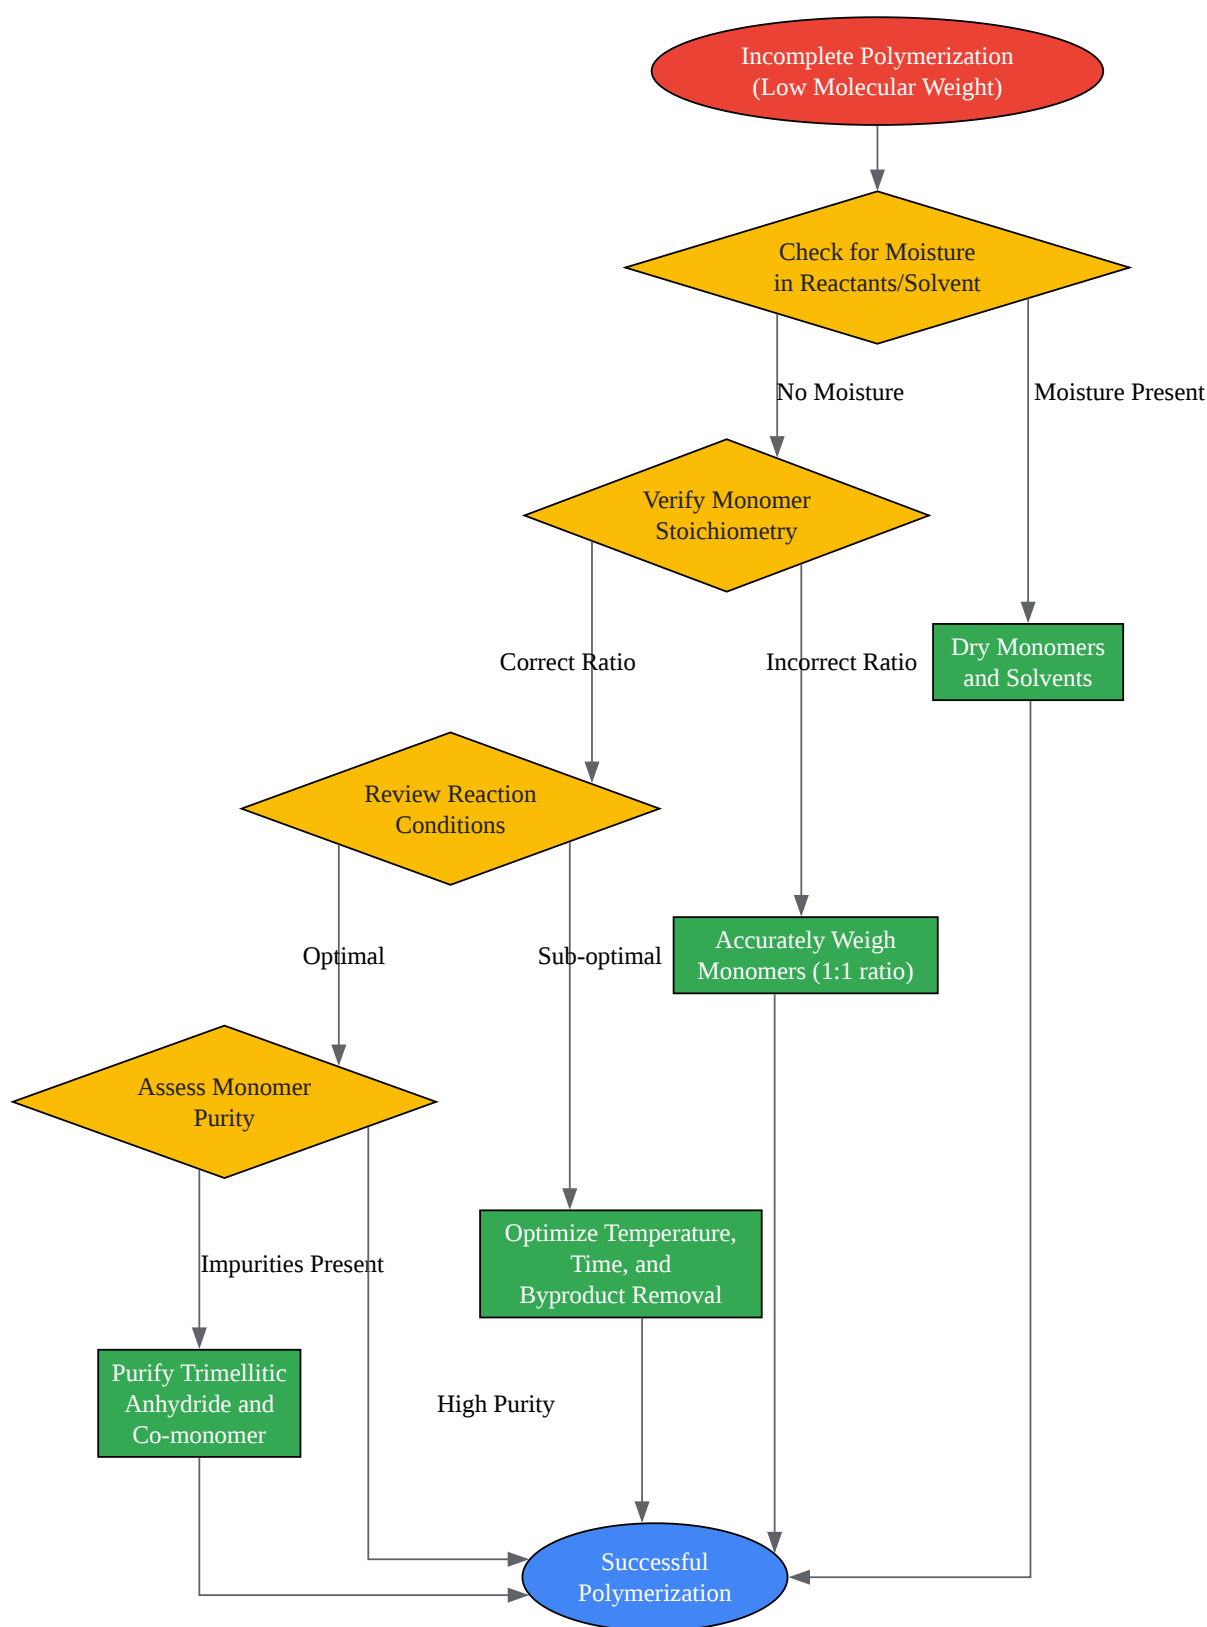 Incomplete Polymerization
(Low Molecular Weight)
Check for Moisture
in Reactants/Solvent
No Moisture
Moisture Present
Verify Monomer
Stoichiometry
Correct Ratio
Incorrect Ratio
Dry Monomers
and Solvents
Review Reaction
Conditions
Optimal
Sub-optimal
Accurately Weigh
Monomers (1:1 ratio)
Assess Monomer
Purity
Impurities Present
Optimize Temperature,
Time, and
Byproduct Removal
Purify Trimellitic
Anhydride and
Co-monomer
High Purity
Successful
Polymerization